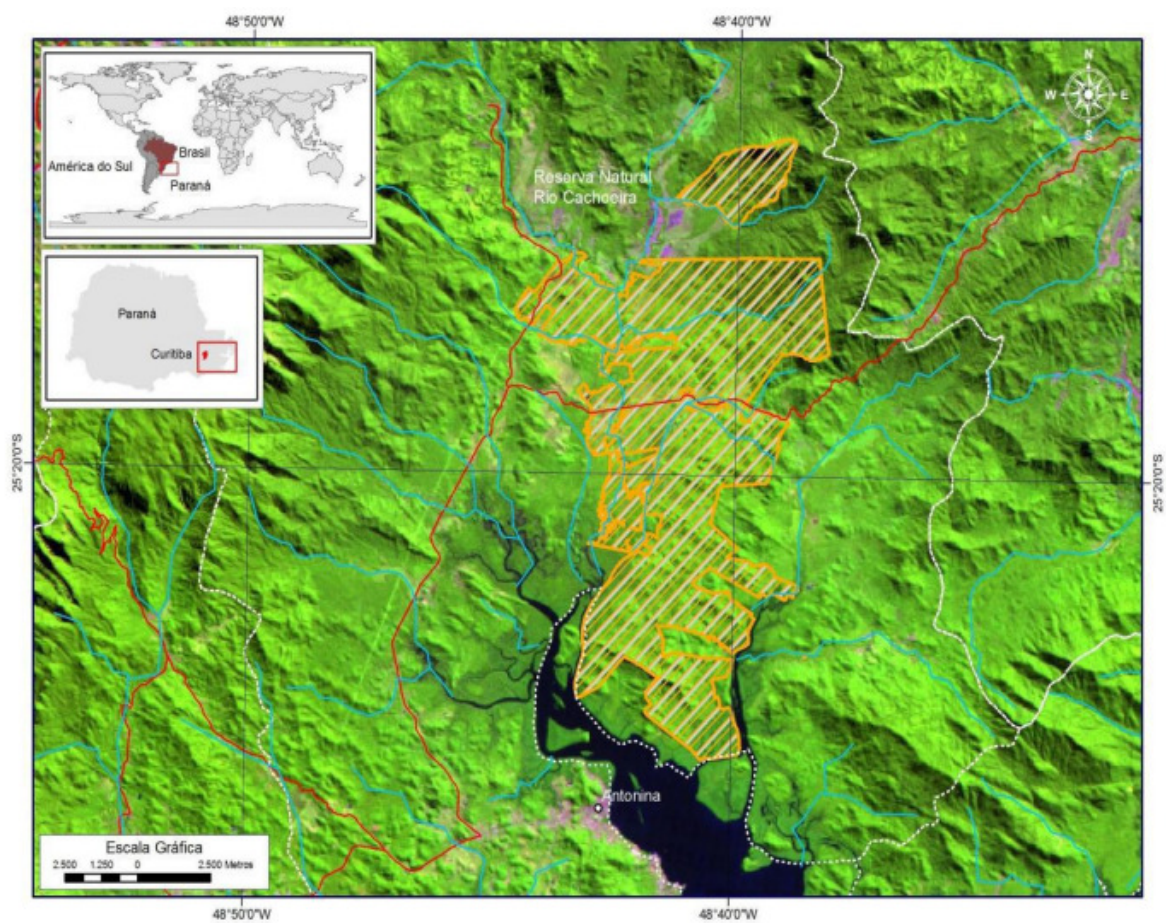 48°50'0"W
48°40'0"W
América do Sul
Brasil
Paraná
Reserva Natural
Rio Cachoeira
N
W
E
S
Paraná
Curitiba
25°20'0"S
25°20'0"S
Antonina
Escala Gráfica
2.500 1.250 0 2.500 Metros
48°50'0"W
48°40'0"W